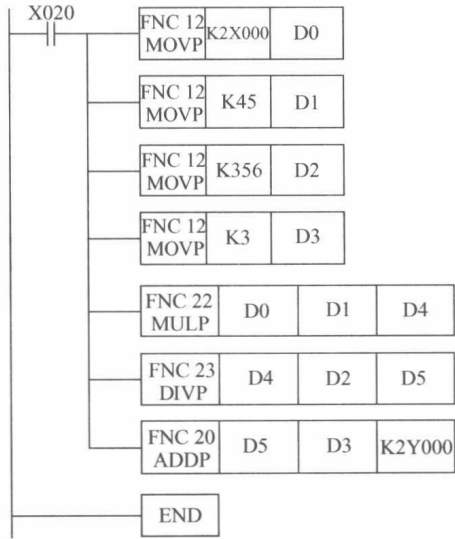 X020
FNC 12 MOVP K2X000 D0
FNC 12 MOVP K45 D1
FNC 12 MOVP K356 D2
FNC 12 MOVP K3 D3
FNC 22 MULP D0 D1 D4
FNC 23 DIVP D4 D2 D5
FNC 20 ADDP D5 D3 K2Y000
END